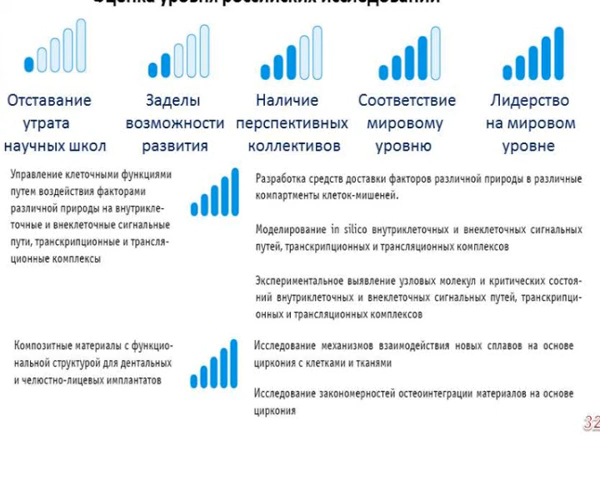 Оценка уровня российских исследований
Отставание
утрата
научных школ
Заделы
возможности
развития
Наличие
перспективных
коллективов
Соответствие
мировому
уровню
Лидерство
на мировом
уровне
Управление клеточными функциями
путем воздействия факторами
различной природы на внутрикле-
точные и внеклеточные сигнальные
пути, транскрипционные и трансля-
ционные комплексы
Разработка средств доставки факторов различной природы в различные
компартменты клеток-мишеней.
Моделирование in silico внутриклеточных и внеклеточных сигнальных
путей, транскрипционных и трансляционных комплексов
Экспериментальное выявление узловых молекул и критических состоя-
ний внутриклеточных и внеклеточных сигнальных путей, транскрипци-
онных и трансляционных комплексов
Композитные материалы с функцио-
нальной структурой для дентальных
и челюстно-лицевых имплантатов
Исследование механизмов взаимодействия новых сплавов на основе
циркония с клетками и тканями
Исследование закономерностей остеоинтеграции материалов на основе
циркония
32